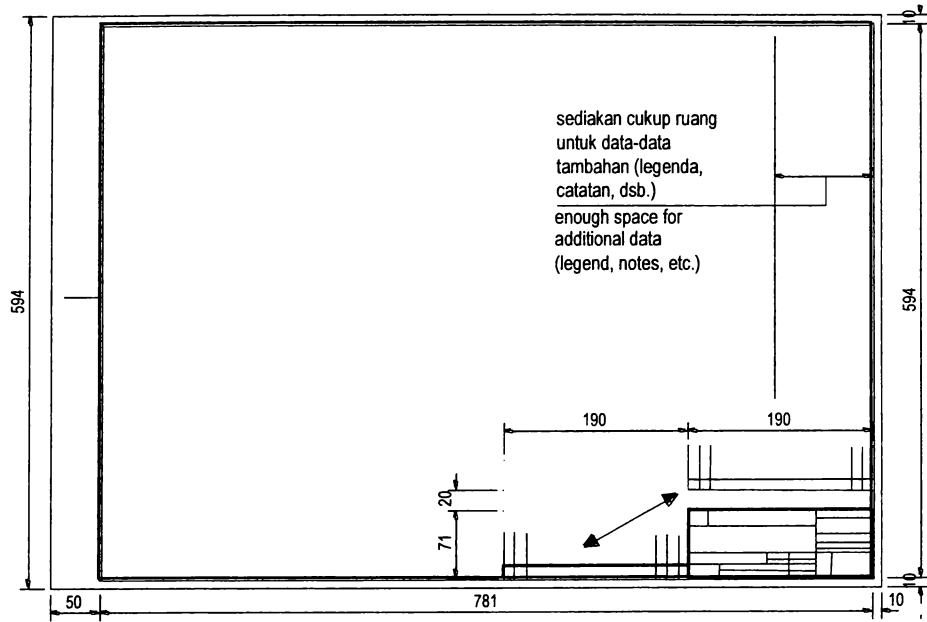 10
sediakan cukup ruang
untuk data-data
tambahan (legenda,
catatan, dsb.)
enough space for
additional data
(legend, notes, etc.)
594
594
190
190
20
71
10
50
781
10